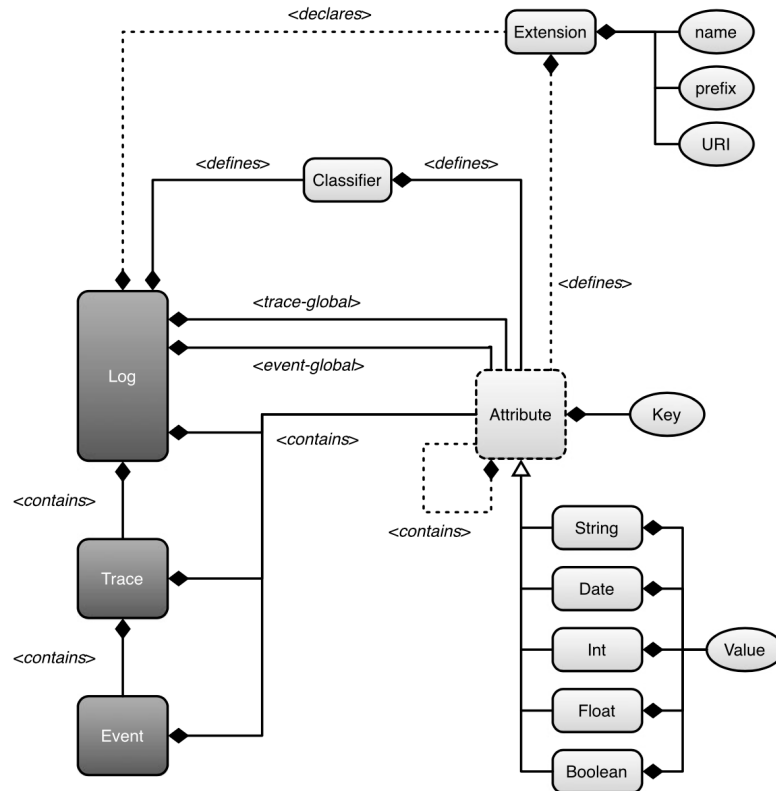 <declares>
Extension
name
prefix
URI
<defines>
Classifier
<defines>
<defines>
<trace-global>
<event-global>
Log
Attribute
Key
<contains>
<contains>
<contains>
String
Trace
Date
<contains>
Int
Value
Float
Event
Boolean